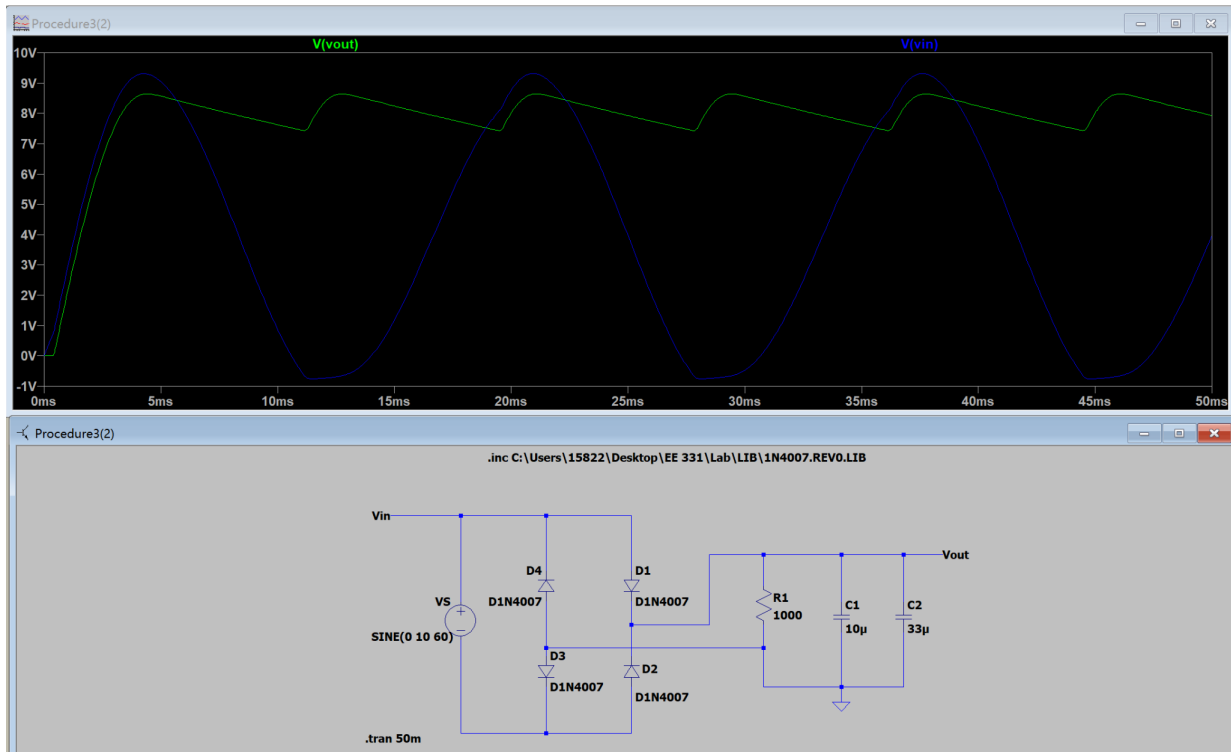 Procedure3(2)
V(vout) V(vin)
10V
9V
8V
7V
6V
5V
4V
3V
2V
1V
0V
-1V
0ms 5ms 10ms 15ms 20ms 25ms 30ms 35ms 40ms 45ms 50ms
Procedure3(2)
.inc C:\Users\15822\Desktop\EE 331\Lab\LIB\1N4007.REV0.LIB
Vin
Vout
D4
D1N4007
D1
D1N4007
VS
SINE(0 10 60)
R1
1000
C1
10µ
C2
33µ
D3
D1N4007
D2
D1N4007
.tran 50m